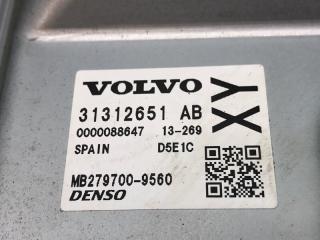 VOLVO
31312651 AB
0000088647 13-269
SPAIN D5E1C
XY
MB279700-9560
DENSO